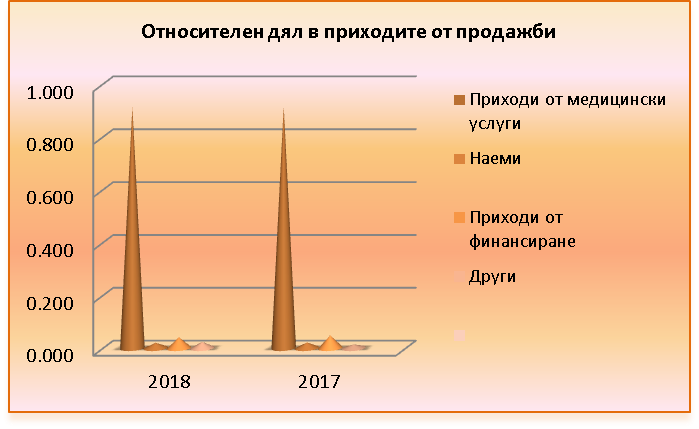 Относителен дял в приходите от продажби
1.000
0.800
0.600
0.400
0.200
0.000
2018
2017
Приходи от медицински
услуги
Наеми
Приходи от
финансиране
Други